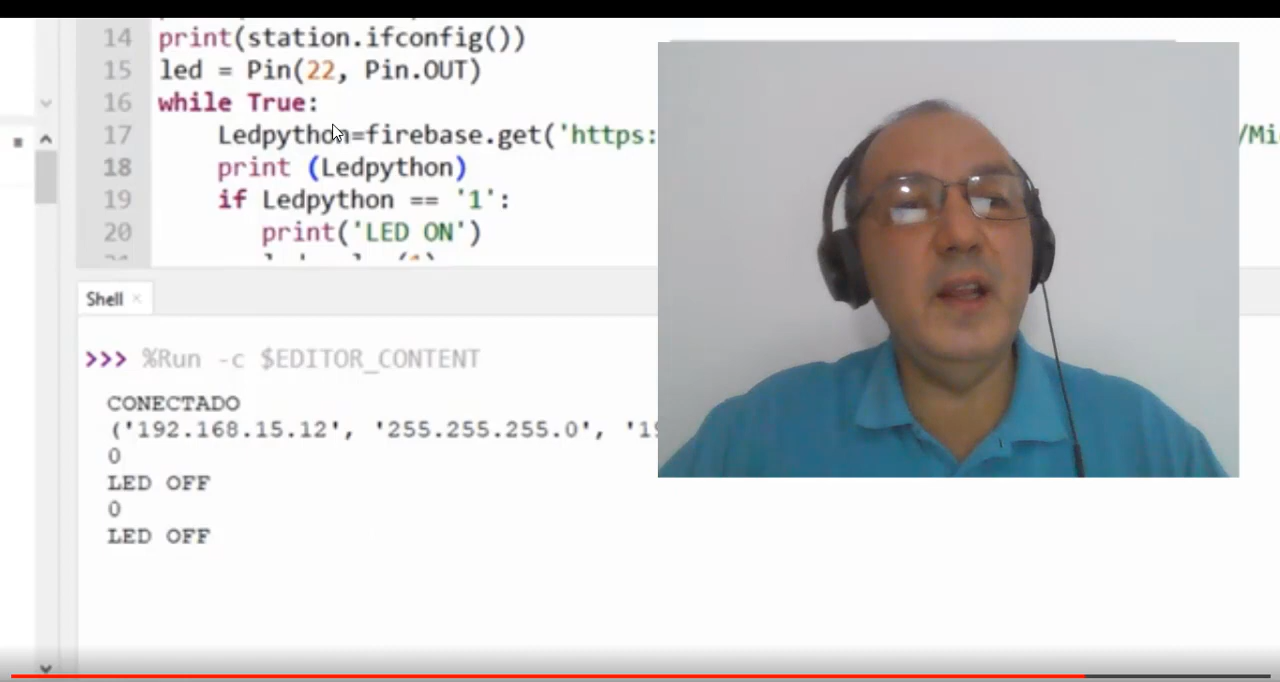 14 print(station.ifconfig())
15 led = Pin(22, Pin.OUT)
16 while True:
17 Ledpython=firebase.get('https: /Mi
18 print (Ledpython)
19 if Ledpython == '1':
20 print('LED ON')
Shell
>>> %Run -c $EDITOR_CONTENT
CONECTADO
('192.168.15.12', '255.255.255.0', '19
0
LED OFF
0
LED OFF